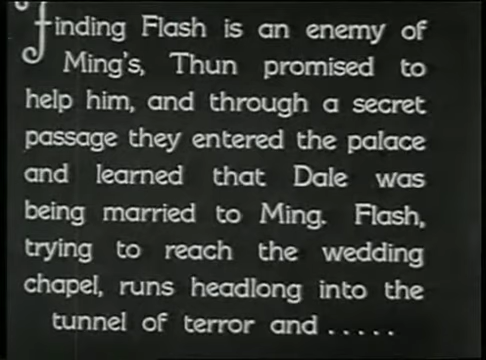 Finding Flash is an enemy of
Ming's, Thun promised to
help him, and through a secret
passage they entered the palace
and learned that Dale was
being married to Ming. Flash,
trying to reach the wedding
chapel, runs headlong into the
tunnel of terror and .....